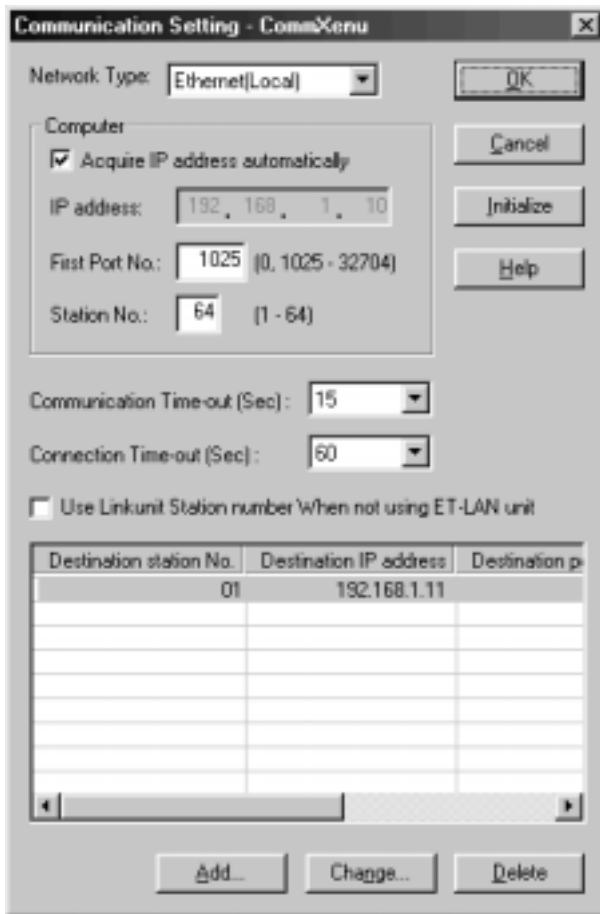 Communication Setting - CommXenu
Network Type: Ethernet(Local)
OK
Computer
Cancel
Acquire IP address automatically
IP address: 192. 168. 1. 10
Initialize
First Port No.: 1025 (0, 1025 - 32704)
Help
Station No.: 64 (1 - 64)
Communication Time-out (Sec) : 15
Connection Time-out (Sec) : 60
Use Linkunit Station number When not using ET-LAN unit
Destination station No. Destination IP address Destination p
01 192.168.1.11
Add... Change... Delete